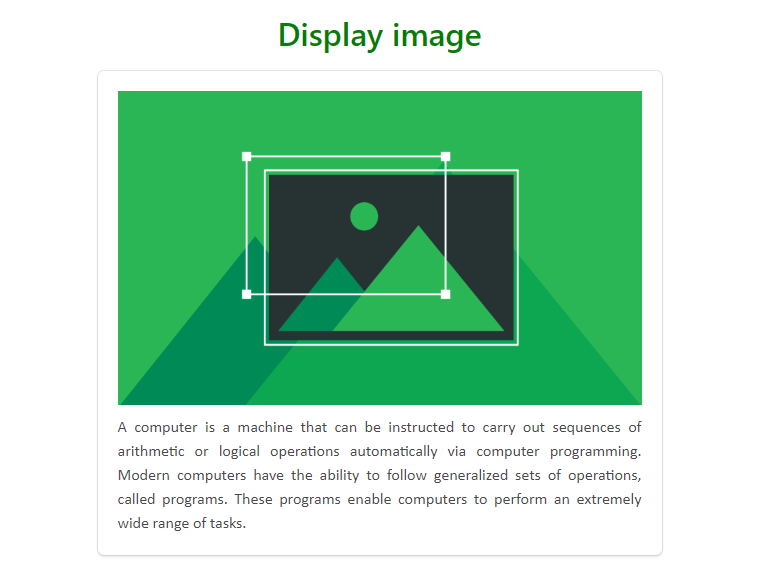 Display image
A computer is a machine that can be instructed to carry out sequences of
arithmetic or logical operations automatically via computer programming.
Modern computers have the ability to follow generalized sets of operations,
called programs. These programs enable computers to perform an extremely
wide range of tasks.